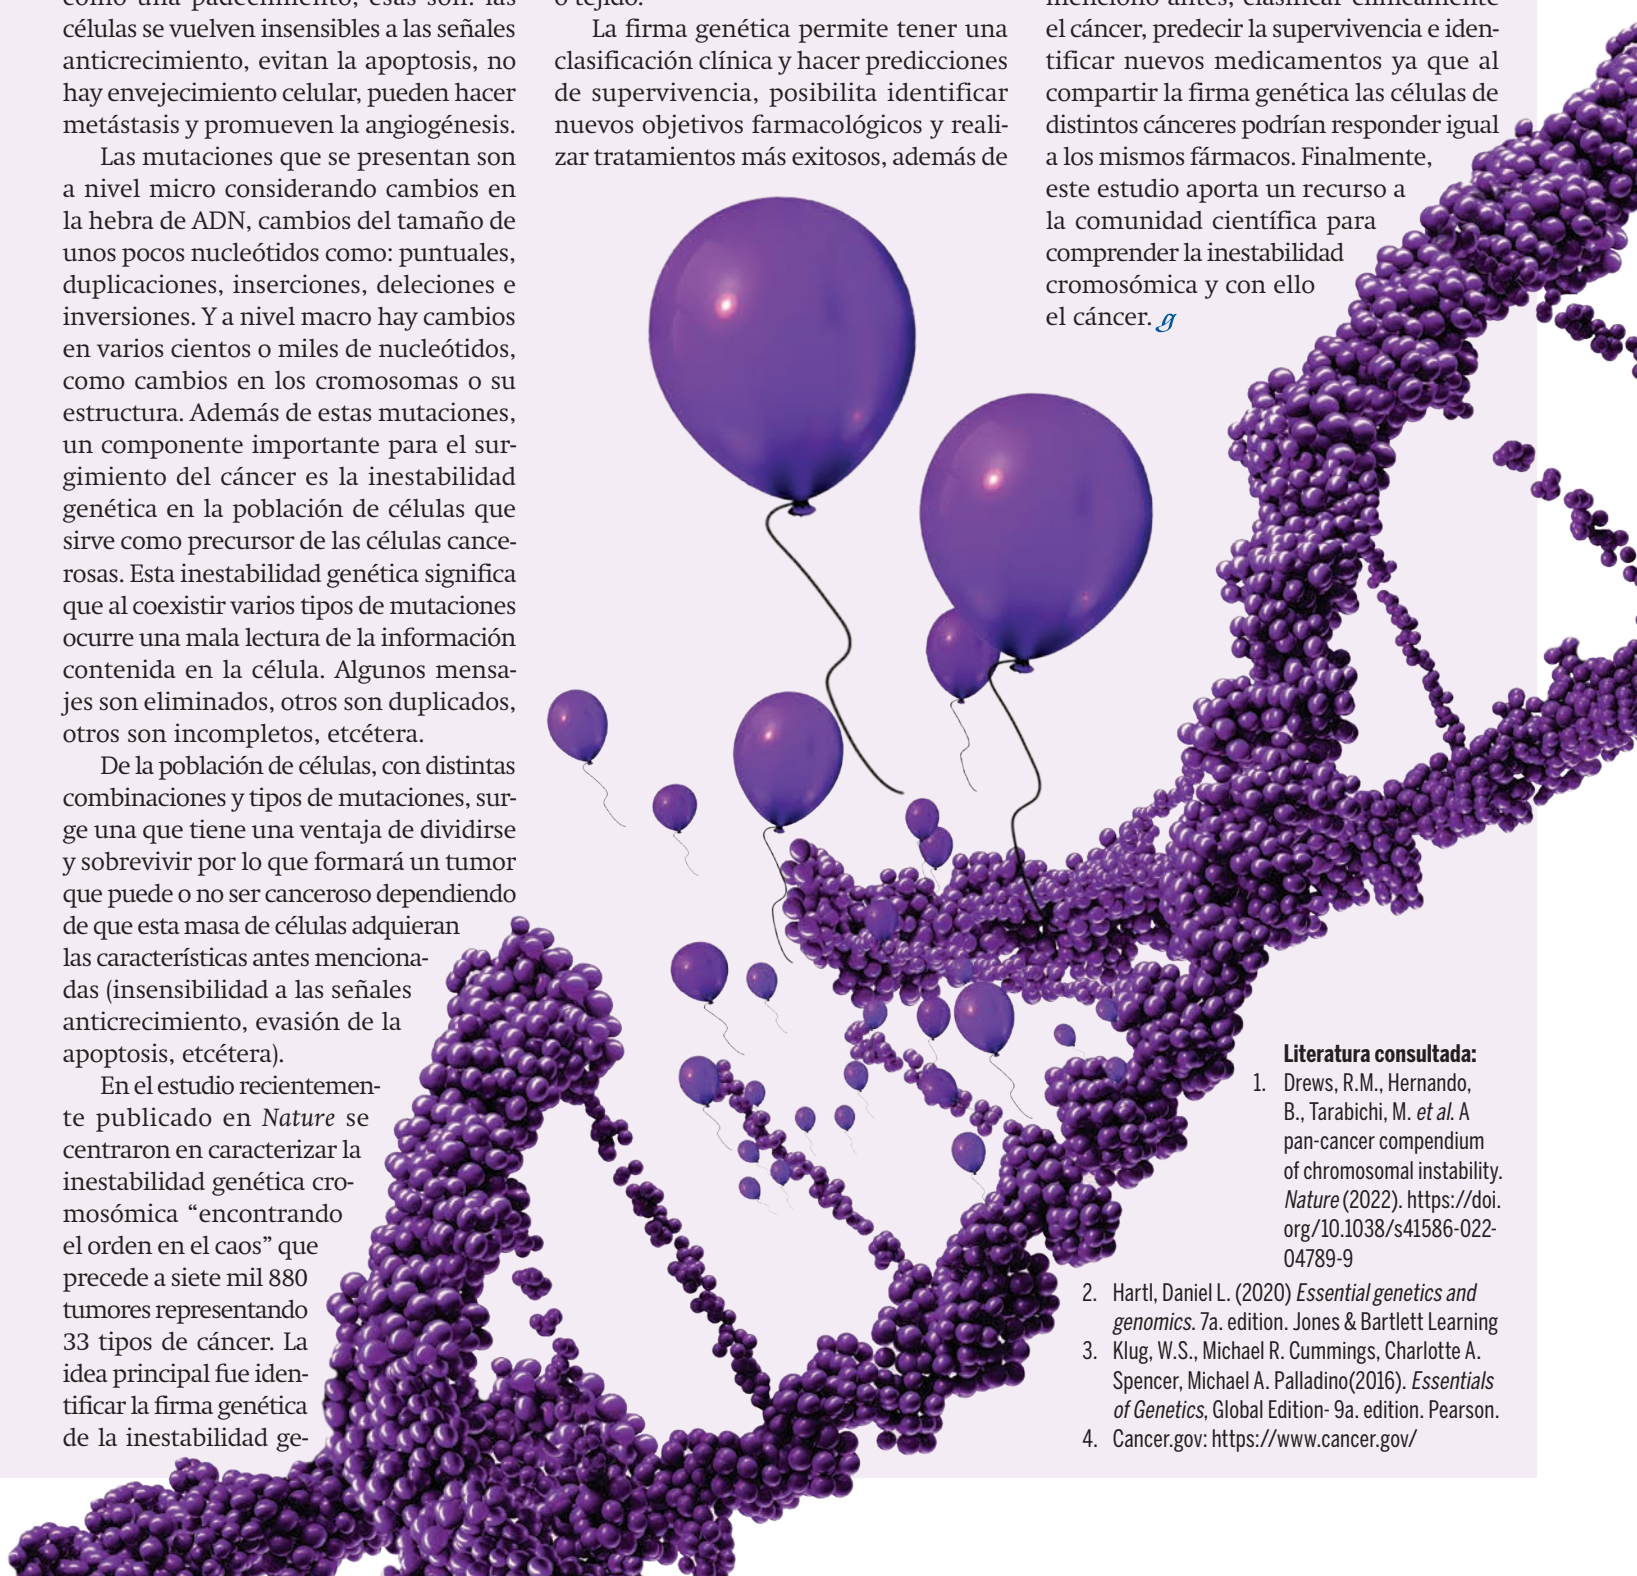 células se vuelven insensibles a las señales
anticrecimiento, evitan la apoptosis, no
hay envejecimiento celular, pueden hacer
metástasis y promueven la angiogénesis.
Las mutaciones que se presentan son
a nivel micro considerando cambios en
la hebra de ADN, cambios del tamaño de
unos pocos nucleótidos como: puntuales,
duplicaciones, inserciones, deleciones e
inversiones. Y a nivel macro hay cambios
en varios cientos o miles de nucleótidos,
como cambios en los cromosomas o su
estructura. Además de estas mutaciones,
un componente importante para el sur-
gimiento del cáncer es la inestabilidad
genética en la población de células que
sirve como precursor de las células cance-
rosas. Esta inestabilidad genética significa
que al coexistir varios tipos de mutaciones
ocurre una mala lectura de la información
contenida en la célula. Algunos mensa-
jes son eliminados, otros son duplicados,
otros son incompletos, etcétera.
De la población de células, con distintas
combinaciones y tipos de mutaciones, sur-
ge una que tiene una ventaja de dividirse
y sobrevivir por lo que formará un tumor
que puede o no ser canceroso dependiendo
de que esta masa de células adquieran
las características antes menciona-
das (insensibilidad a las señales
anticrecimiento, evasión de la
apoptosis, etcétera).
En el estudio recientemen-
te publicado en Nature se
centraron en caracterizar la
inestabilidad genética cro-
mosómica “encontrando
el orden en el caos” que
precede a siete mil 880
tumores representando
33 tipos de cáncer. La
idea principal fue iden-
tificar la firma genética
de la inestabilidad ge-
o tejido.
La firma genética permite tener una
clasificación clínica y hacer predicciones
de supervivencia, posibilita identificar
nuevos objetivos farmacológicos y reali-
zar tratamientos más exitosos, además de
el cáncer, predecir la supervivencia e iden-
tificar nuevos medicamentos ya que al
compartir la firma genética las células de
distintos cánceres podrían responder igual
a los mismos fármacos. Finalmente,
este estudio aporta un recurso a
la comunidad científica para
comprender la inestabilidad
cromosómica y con ello
el cáncer. g
Literatura consultada:
1. Drews, R.M., Hernando,
B., Tarabichi, M. et al. A
pan-cancer compendium
of chromosomal instability.
Nature (2022). https://doi.
org/10.1038/s41586-022-
04789-9
2. Hartl, Daniel L. (2020) Essential genetics and
genomics. 7a. edition. Jones & Bartlett Learning
3. Klug, W.S., Michael R. Cummings, Charlotte A.
Spencer, Michael A. Palladino(2016). Essentials
of Genetics, Global Edition- 9a. edition. Pearson.
4. Cancer.gov: https://www.cancer.gov/